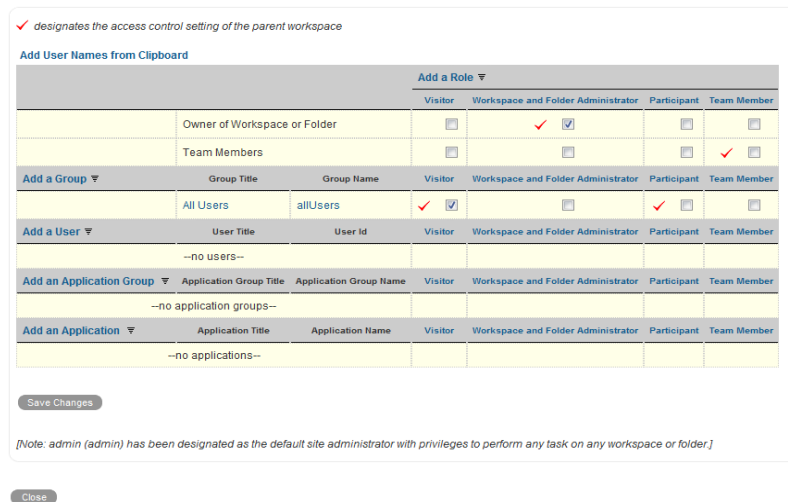 designates the access control setting of the parent workspace
Add User Names from Clipboard
Add a Role
Visitor Workspace and Folder Administrator Participant Team Member
Owner of Workspace or Folder
Team Members
Add a Group Group Title Group Name Visitor Workspace and Folder Administrator Participant Team Member
All Users allUsers
Add a User User Title User Id Visitor Workspace and Folder Administrator Participant Team Member
--no users--
Add an Application Group Application Group Title Application Group Name Visitor Workspace and Folder Administrator Participant Team Member
--no application groups--
Add an Application Application Title Application Name Visitor Workspace and Folder Administrator Participant Team Member
--no applications--
Save Changes
[Note: admin (admin) has been designated as the default site administrator with privileges to perform any task on any workspace or folder.]
Close